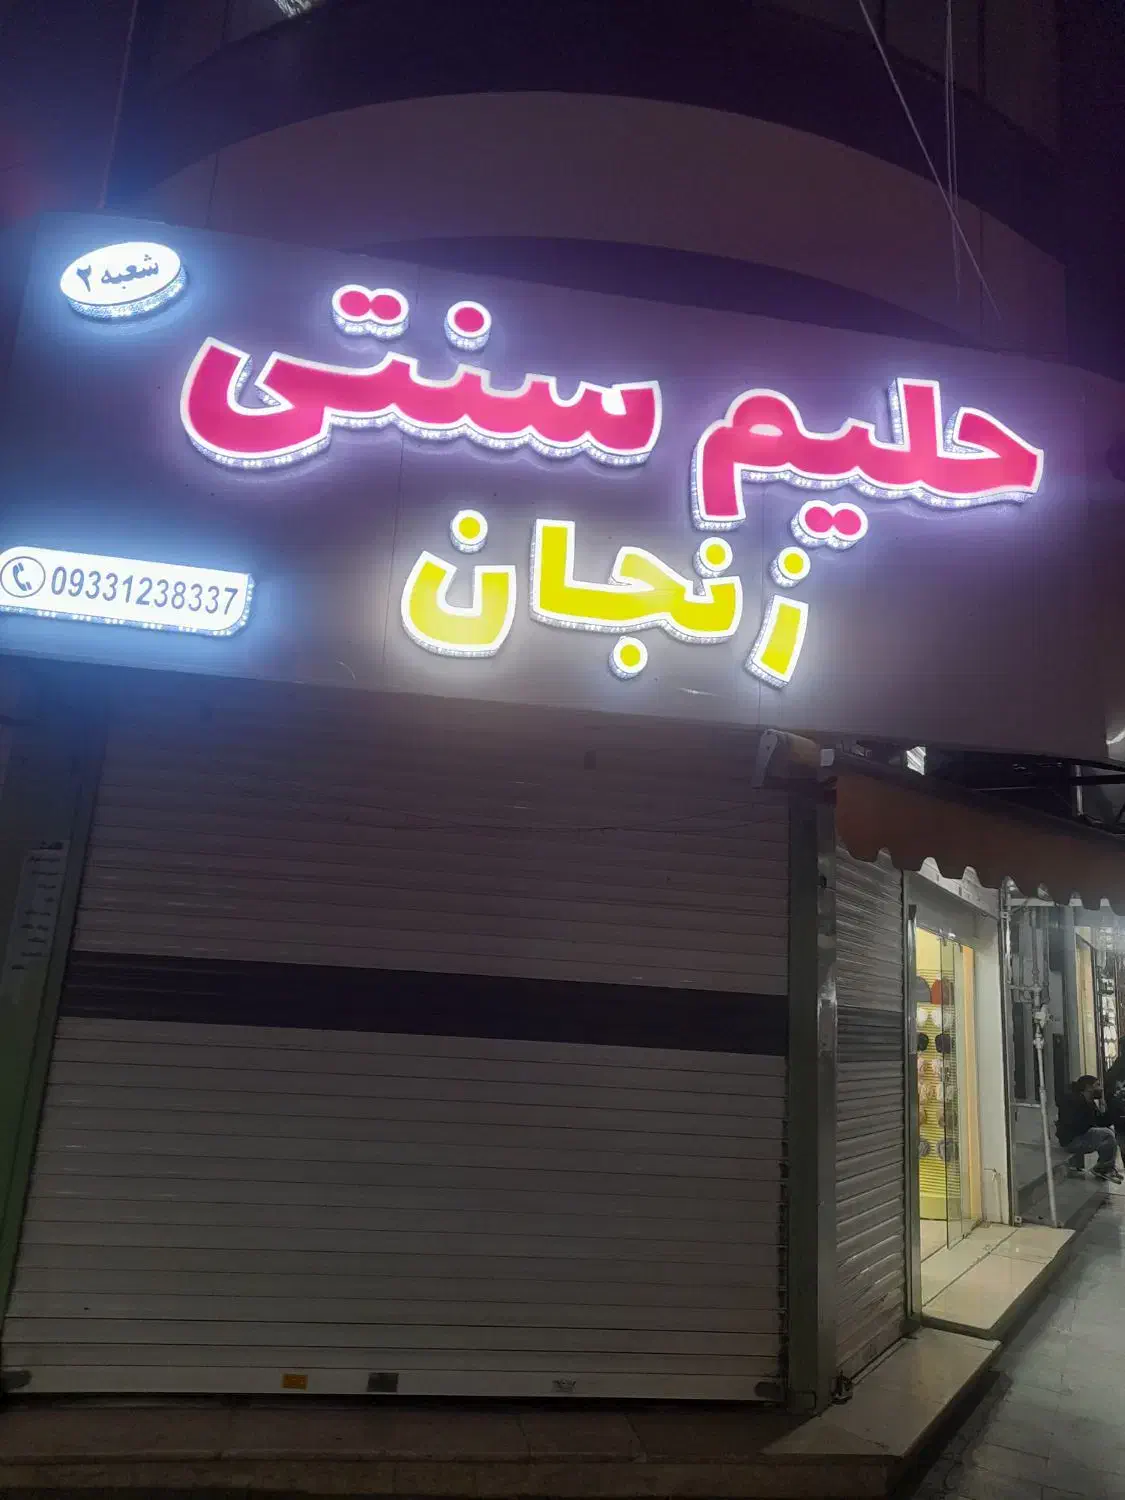 شعبه ۲
حلیم سنتی
زنجان
09331238337